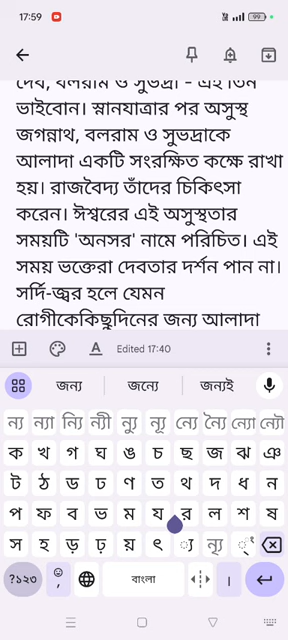 17:59
99
দেব, বলরাম ও সুভদ্রা - এই তিন
ভাইবোন। স্নানযাত্রার পর অসুস্থ
জগন্নাথ, বলরাম ও সুভদ্রাকে
আলাদা একটি সংরক্ষিত কক্ষে রাখা
হয়। রাজবৈদ্য তাঁদের চিকিৎসা
করেন। ঈশ্বরের এই অসুস্থতার
সময়টি 'অনসর' নামে পরিচিত। এই
সময় ভক্তেরা দেবতার দর্শন পান না।
সর্দি-জ্বর হলে যেমন
রোগীকেকিছুদিনের জন্য আলাদা
Edited 17:40
জন্য জন্যে জন্যই
ন্য ন্যা ন্যি ন্যী ন্যু ন্যূ ন্যে ন্যৈ ন্যো ন্যৌ
ক খ গ ঘ ঙ চ ছ জ ঝ ঞ
ট ঠ ড ঢ ণ ত থ দ ধ ন
প ফ ব ভ ম য র ল শ ষ
স হ ড় ঢ় য় ৎ ্য নৃ
?১২৩ , বাংলা ।